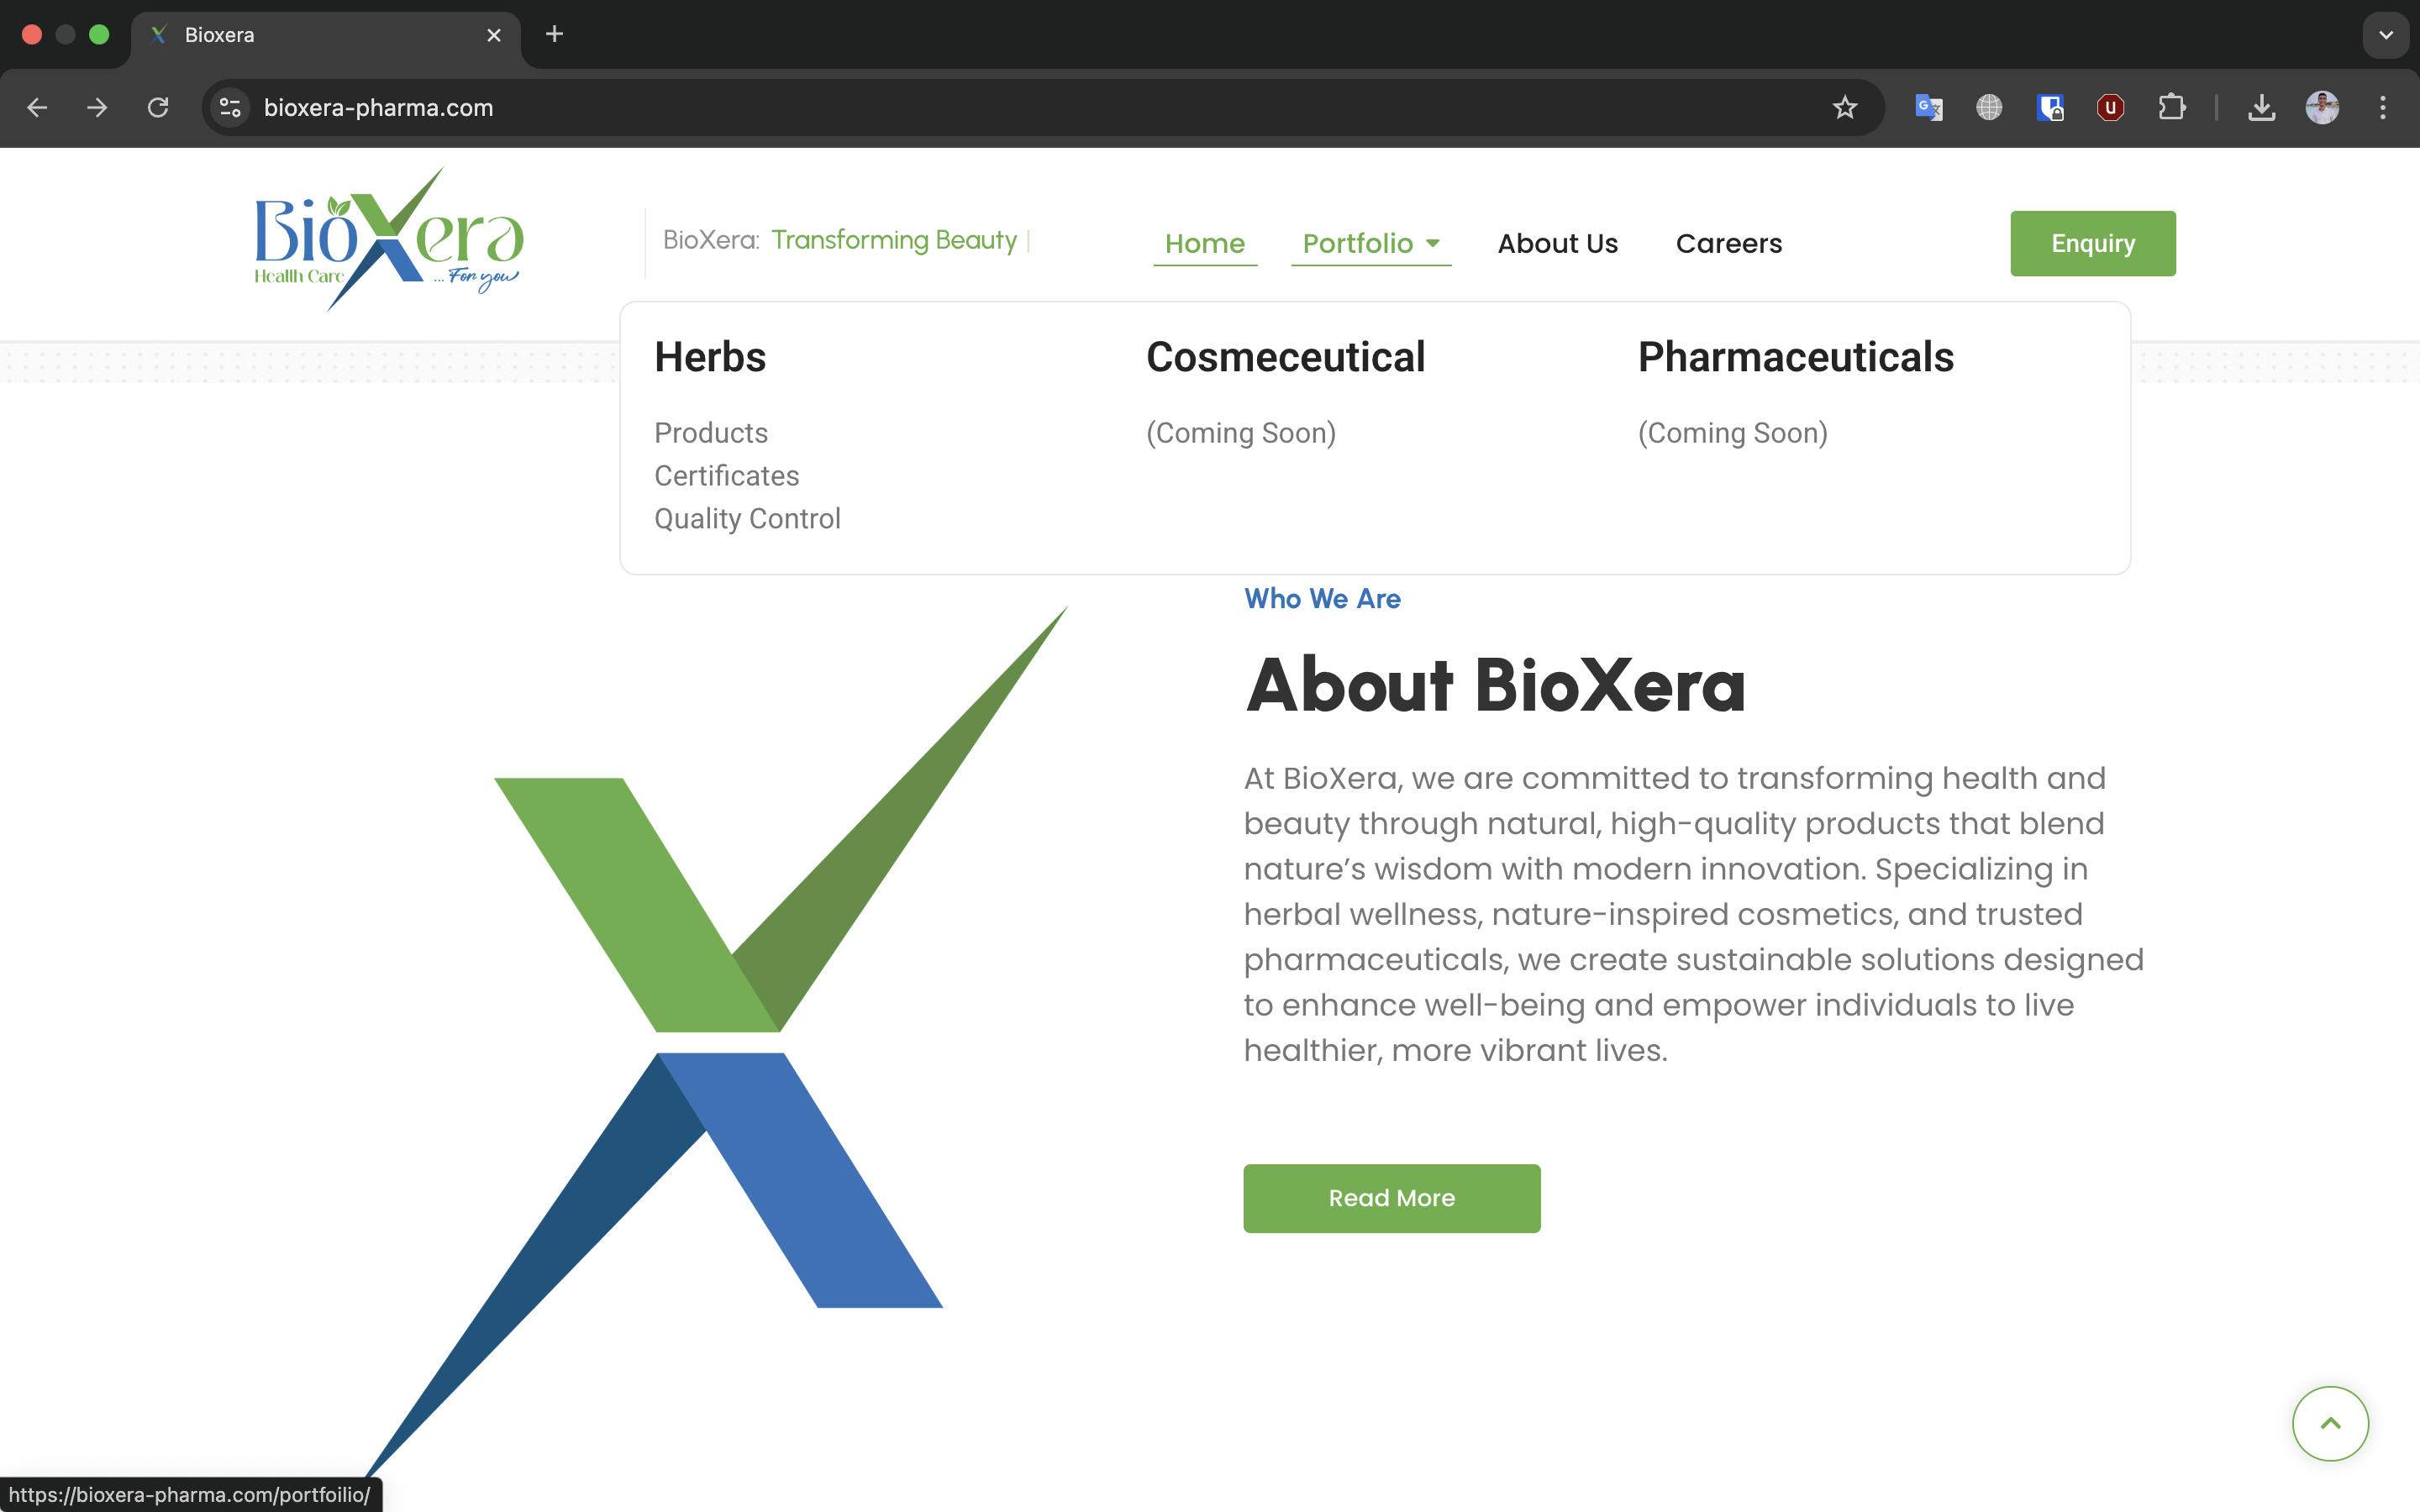 Bioxera
bioxera-pharma.com
BioXera
Health Care
... For you
BioXera: Transforming Beauty
Home
Portfolio
About Us
Careers
Enquiry
Herbs
Products
Certificates
Quality Control
Cosmeceutical
(Coming Soon)
Pharmaceuticals
(Coming Soon)
Who We Are
About BioXera
At BioXera, we are committed to transforming health and
beauty through natural, high-quality products that blend
nature’s wisdom with modern innovation. Specializing in
herbal wellness, nature-inspired cosmetics, and trusted
pharmaceuticals, we create sustainable solutions designed
to enhance well-being and empower individuals to live
healthier, more vibrant lives.
Read More
https://bioxera-pharma.com/portfoilio/